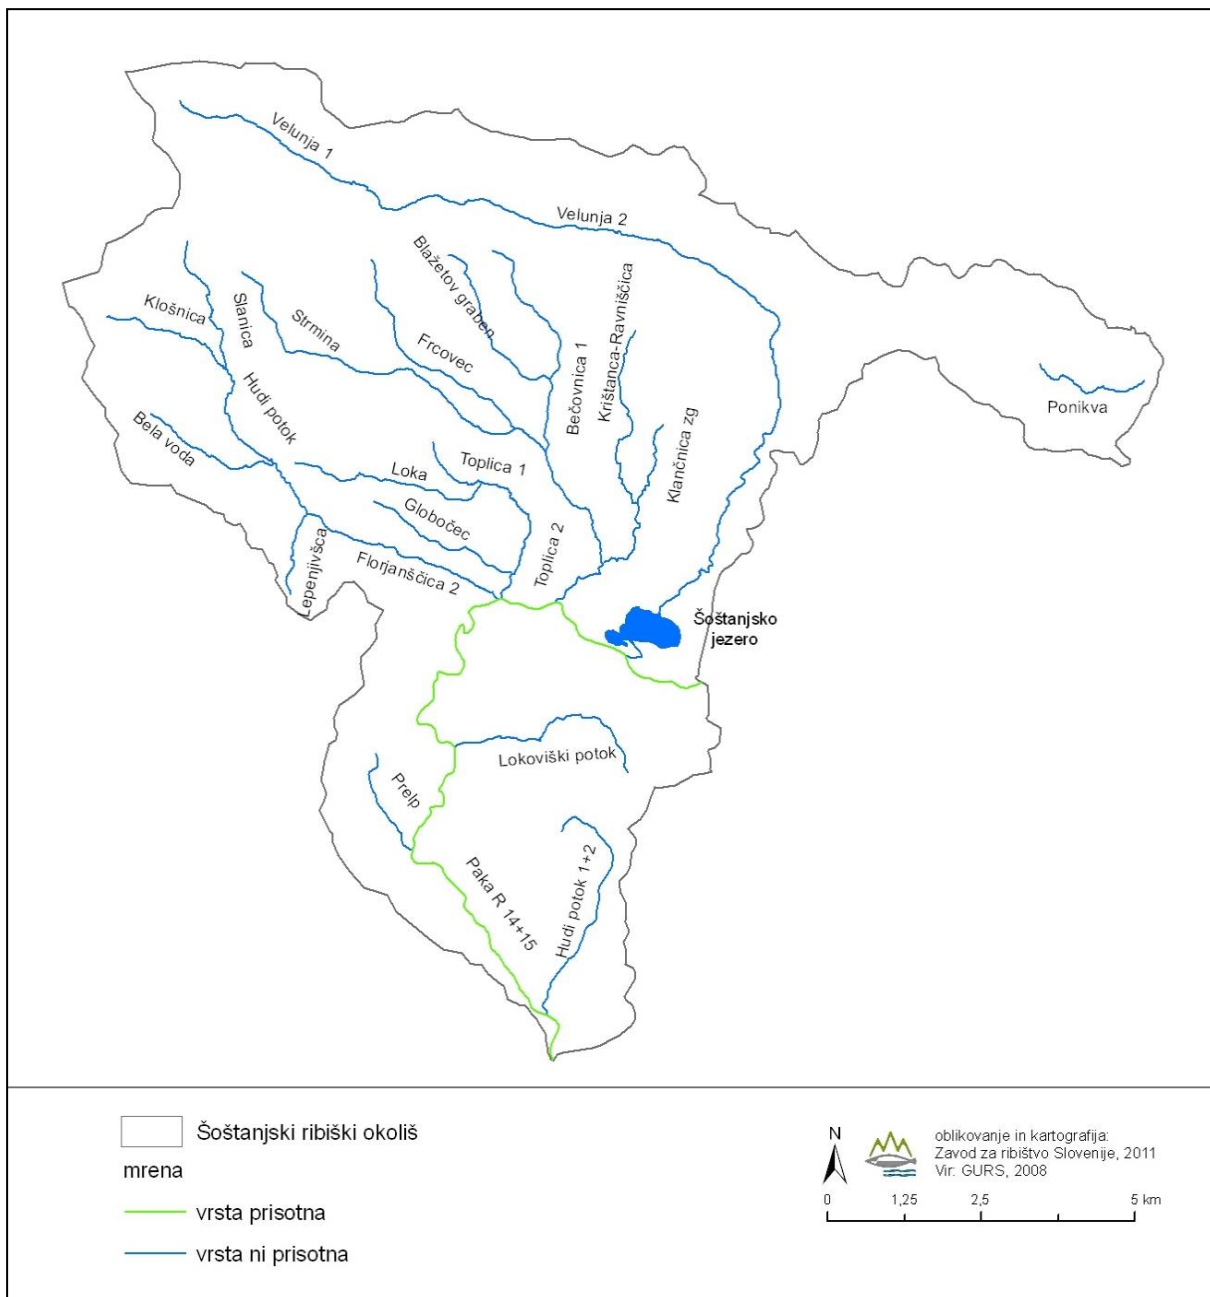 Velunja 1
Velunja 2
Blažetov graben
Klošnica
Slanica
Strmina
Frcovec
Bečovnica 1
Krištanca-Ravniščica
Ponikva
Hudi potok
Bela voda
Loka
Toplica 1
Klančnica zg
Globočec
Toplica 2
Lepenjivšca
Florjanščica 2
Šoštanjsko
jezero
Lokoviški potok
Prelp
Paka R 14+15
Hudi potok 1+2
Šoštanjski ribiški okoliš
mrena
vrsta prisotna
vrsta ni prisotna
N
oblikovanje in kartografija:
Zavod za ribištvo Slovenije, 2011
Vir: GURS, 2008
0 1,25 2,5 5 km